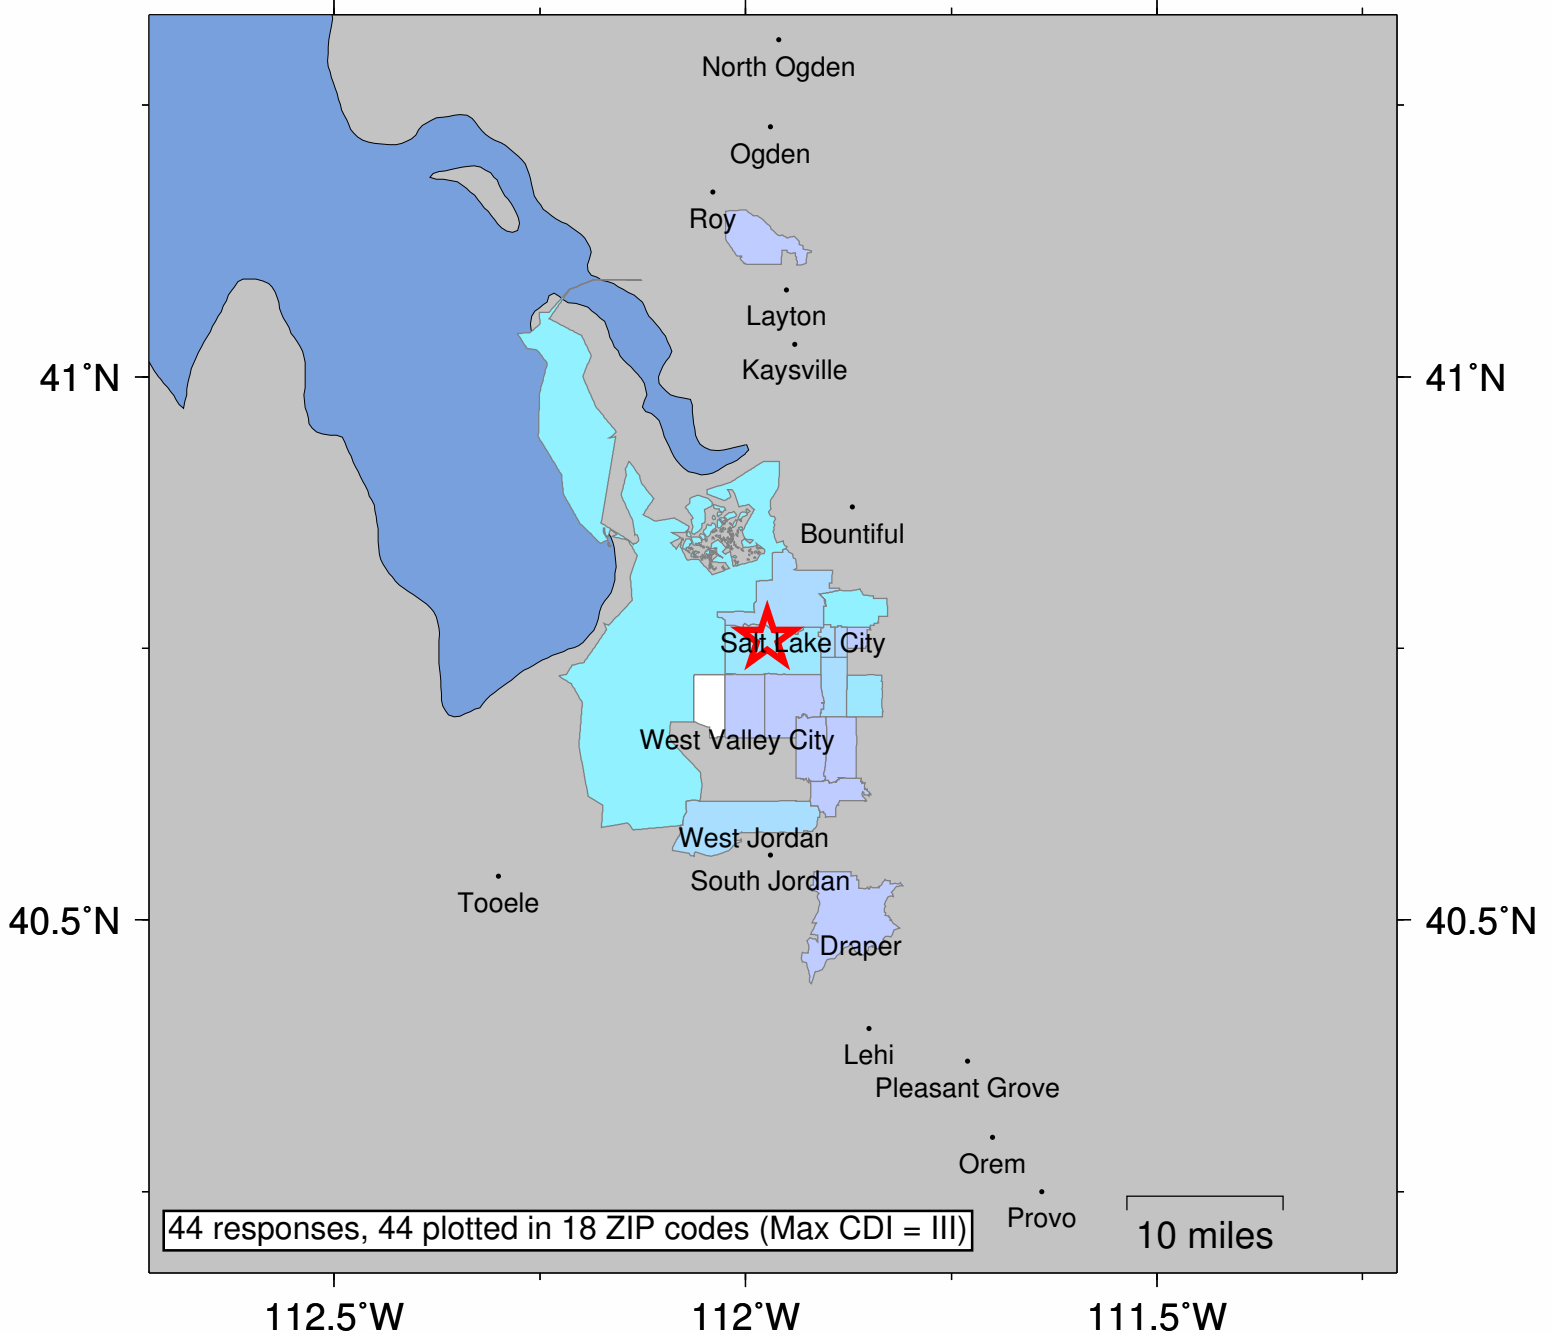 North Ogden
Ogden
Roy
Layton
Kaysville
41˚N
41˚N
Bountiful
Salt Lake City
West Valley City
West Jordan
South Jordan
Tooele
40.5˚N
40.5˚N
Draper
Lehi
Pleasant Grove
Orem
Provo
44 responses, 44 plotted in 18 ZIP codes (Max CDI = III)
10 miles
112.5˚W
112˚W
111.5˚W